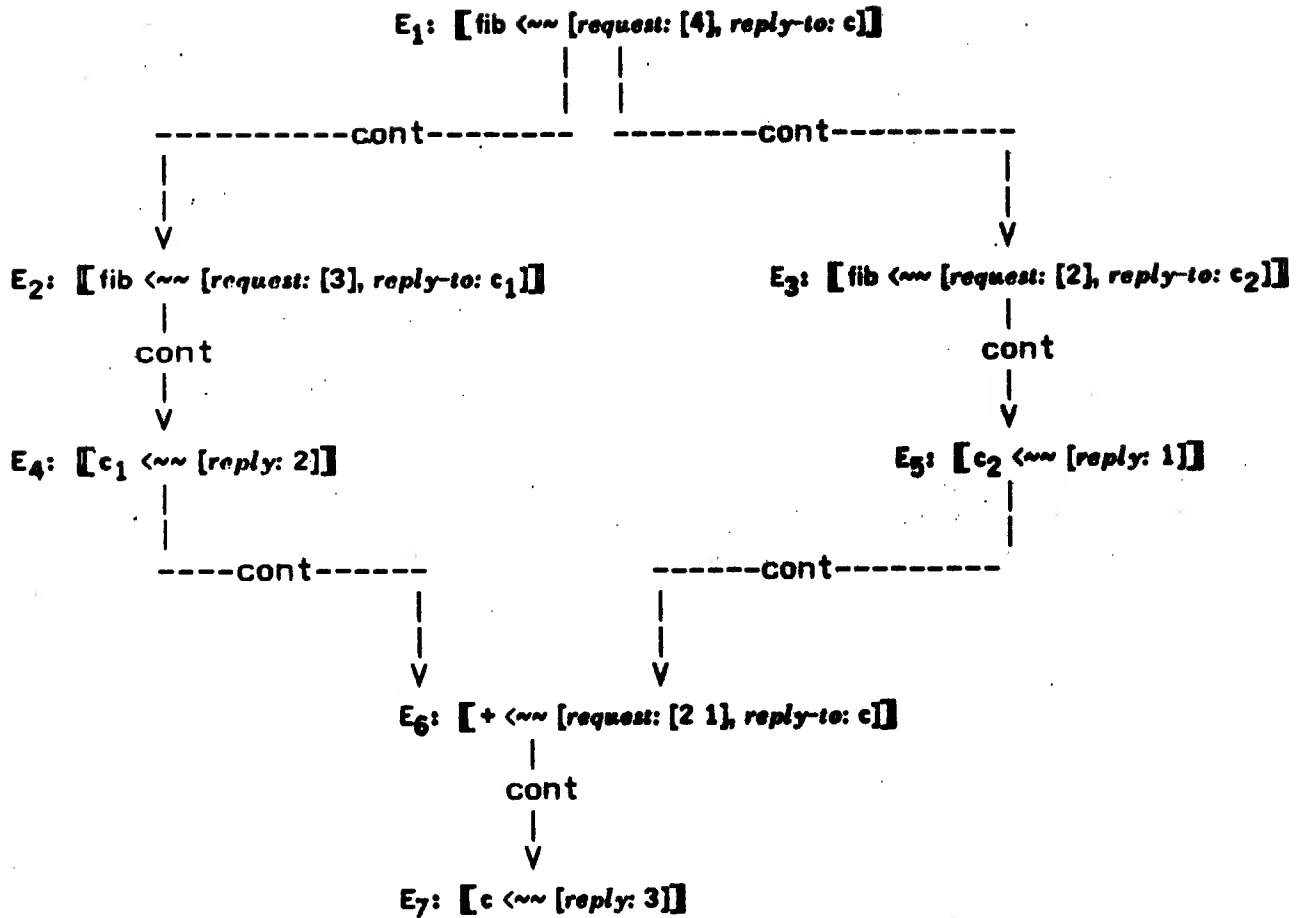 E₁: ⟦fib <~~ [request: [4], reply-to: c]⟧
cont cont
E₂: ⟦fib <~~ [request: [3], reply-to: c₁]⟧ E₃: ⟦fib <~~ [request: [2], reply-to: c₂]⟧
cont cont
E₄: ⟦c₁ <~~ [reply: 2]⟧ E₅: ⟦c₂ <~~ [reply: 1]⟧
cont cont
E₆: ⟦+ <~~ [request: [2 1], reply-to: c]⟧
cont
E₇: ⟦c <~~ [reply: 3]⟧